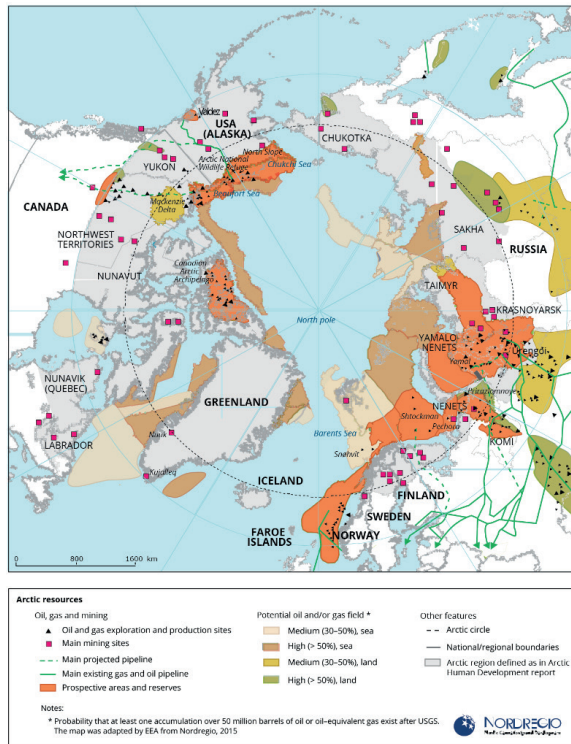 Valdez
USA
(ALASKA)
CHUKOTKA
North Slope
YUKON
Arctic National
Wildlife Refuge
Chukchi Sea
Beaufort Sea
CANADA
Mackenzie
Delta
SAKHA
NORTHWEST
TERRITORIES
RUSSIA
Canadian
Arctic
Archipelago
NUNAVUT
TAIMYR
KRASNOYARSK
North pole
YAMALO-
NENETS
Urengoi
Yamal
NUNAVIK
(QUEBEC)
GREENLAND
Prirazlomnoye
NENETS
Shtockman
Pechora
LABRADOR
Nuuk
Barents Sea
KOMI
Snøhvit
Kujalleq
ICELAND
FINLAND
SWEDEN
FAROE
ISLANDS
NORWAY
0 800 1600 km
Arctic resources
Oil, gas and mining
Oil and gas exploration and production sites
Main mining sites
Main projected pipeline
Main existing gas and oil pipeline
Prospective areas and reserves
Potential oil and/or gas field *
Medium (30–50%), sea
High (> 50%), sea
Medium (30–50%), land
High (> 50%), land
Other features
Arctic circle
National/regional boundaries
Arctic region defined as in Arctic
Human Development report
Notes:
* Probability that at least one accumulation over 50 million barrels of oil or oil–equivalent gas exist after USGS.
The map was adapted by EEA from Nordregio, 2015
NORDREGIO